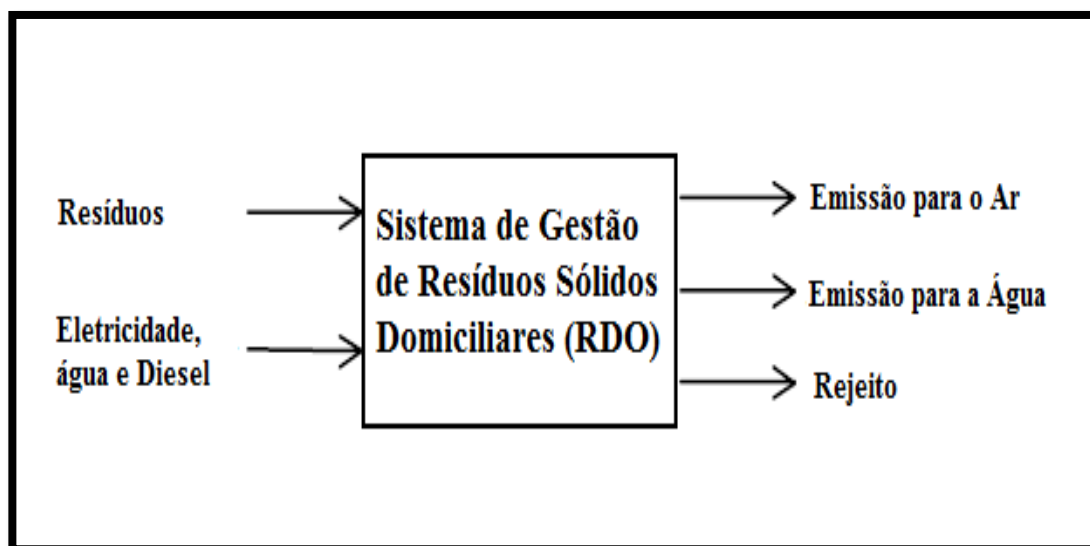 Resíduos
Eletricidade,
água e Diesel
Sistema de Gestão
de Resíduos Sólidos
Domiciliares (RDO)
Emissão para o Ar
Emissão para a Água
Rejeito